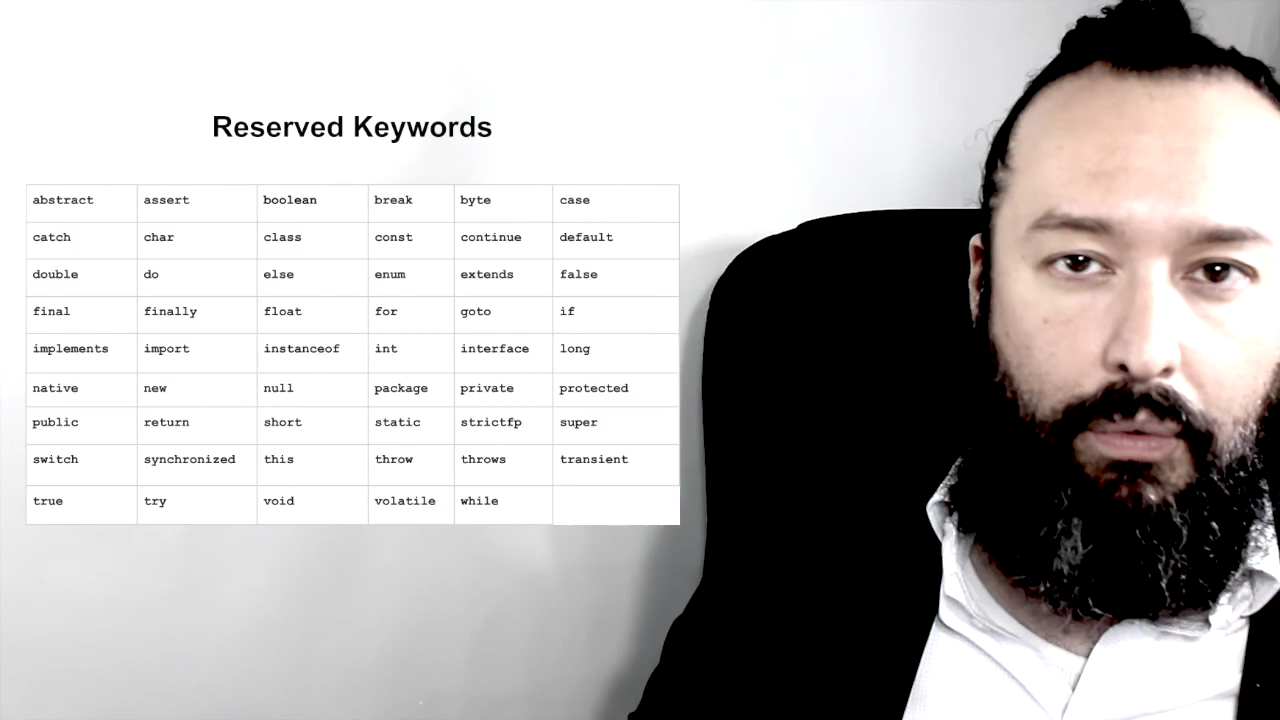 Reserved Keywords
abstract assert boolean break byte case
catch char class const continue default
double do else enum extends false
final finally float for goto if
implements import instanceof int interface long
native new null package private protected
public return short static strictfp super
switch synchronized this throw throws transient
true try void volatile while